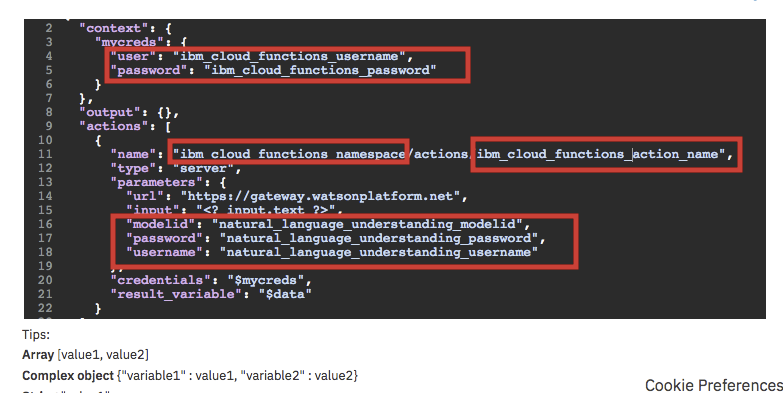 2 "context": {
3 "mycreds": {
4 "user": "ibm_cloud_functions_username",
5 "password": "ibm_cloud_functions_password"
6 }
7 },
8 "output": {},
9 "actions": [
10 {
11 "name": "ibm_cloud_functions_namespace/actions/ibm_cloud_functions_action_name",
12 "type": "server",
13 "parameters": {
14 "url": "https://gateway.watsonplatform.net",
15 "input": "<? input.text ?>",
16 "modelid": "natural_language_understanding_modelid",
17 "password": "natural_language_understanding_password",
18 "username": "natural_language_understanding_username"
19 },
20 "credentials": "$mycreds",
21 "result_variable": "$data"
22 }
Tips:
Array [value1, value2]
Complex object {"variable1" : value1, "variable2" : value2}
Cookie Preferences